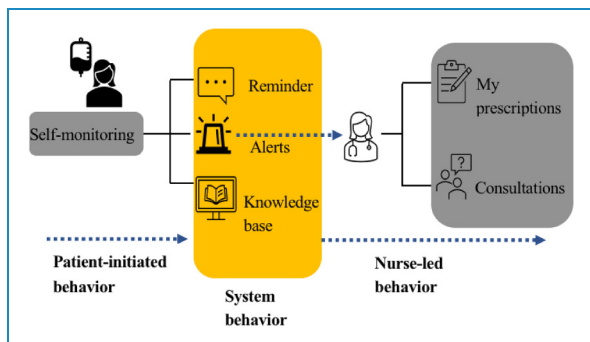 Self-monitoring
Reminder
Alerts
Knowledge
base
My
prescriptions
?
Consultations
Patient-initiated
behavior
System
behavior
Nurse-led
behavior